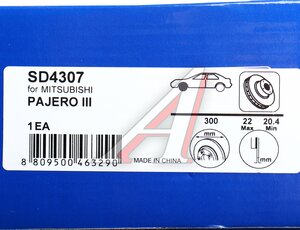 SD4307
for MITSUBISHI
PAJERO III
1EA
8 809500 463290
MADE IN CHINA
300
22
20.4
Max
Min
mm
mm